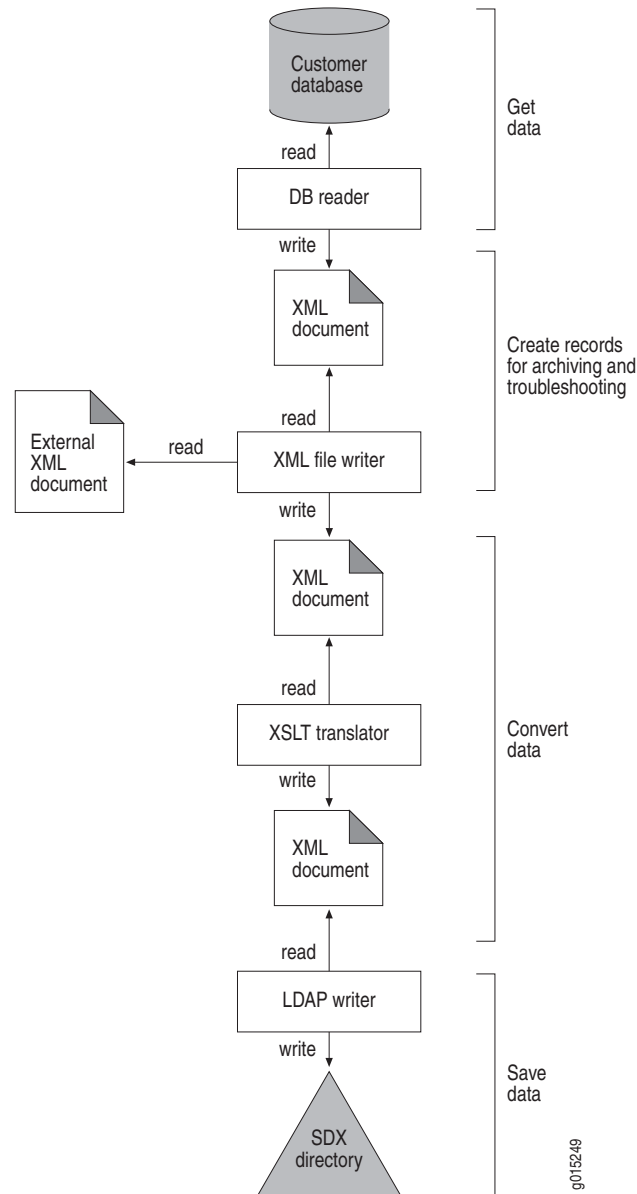 Customer
database
Get
data
read
DB reader
write
XML
document
Create records
for archiving and
troubleshooting
read
External
XML
document
read
XML file writer
write
XML
document
read
XSLT translator
Convert
data
write
XML
document
read
LDAP writer
write
Save
data
SDX
directory
g015249